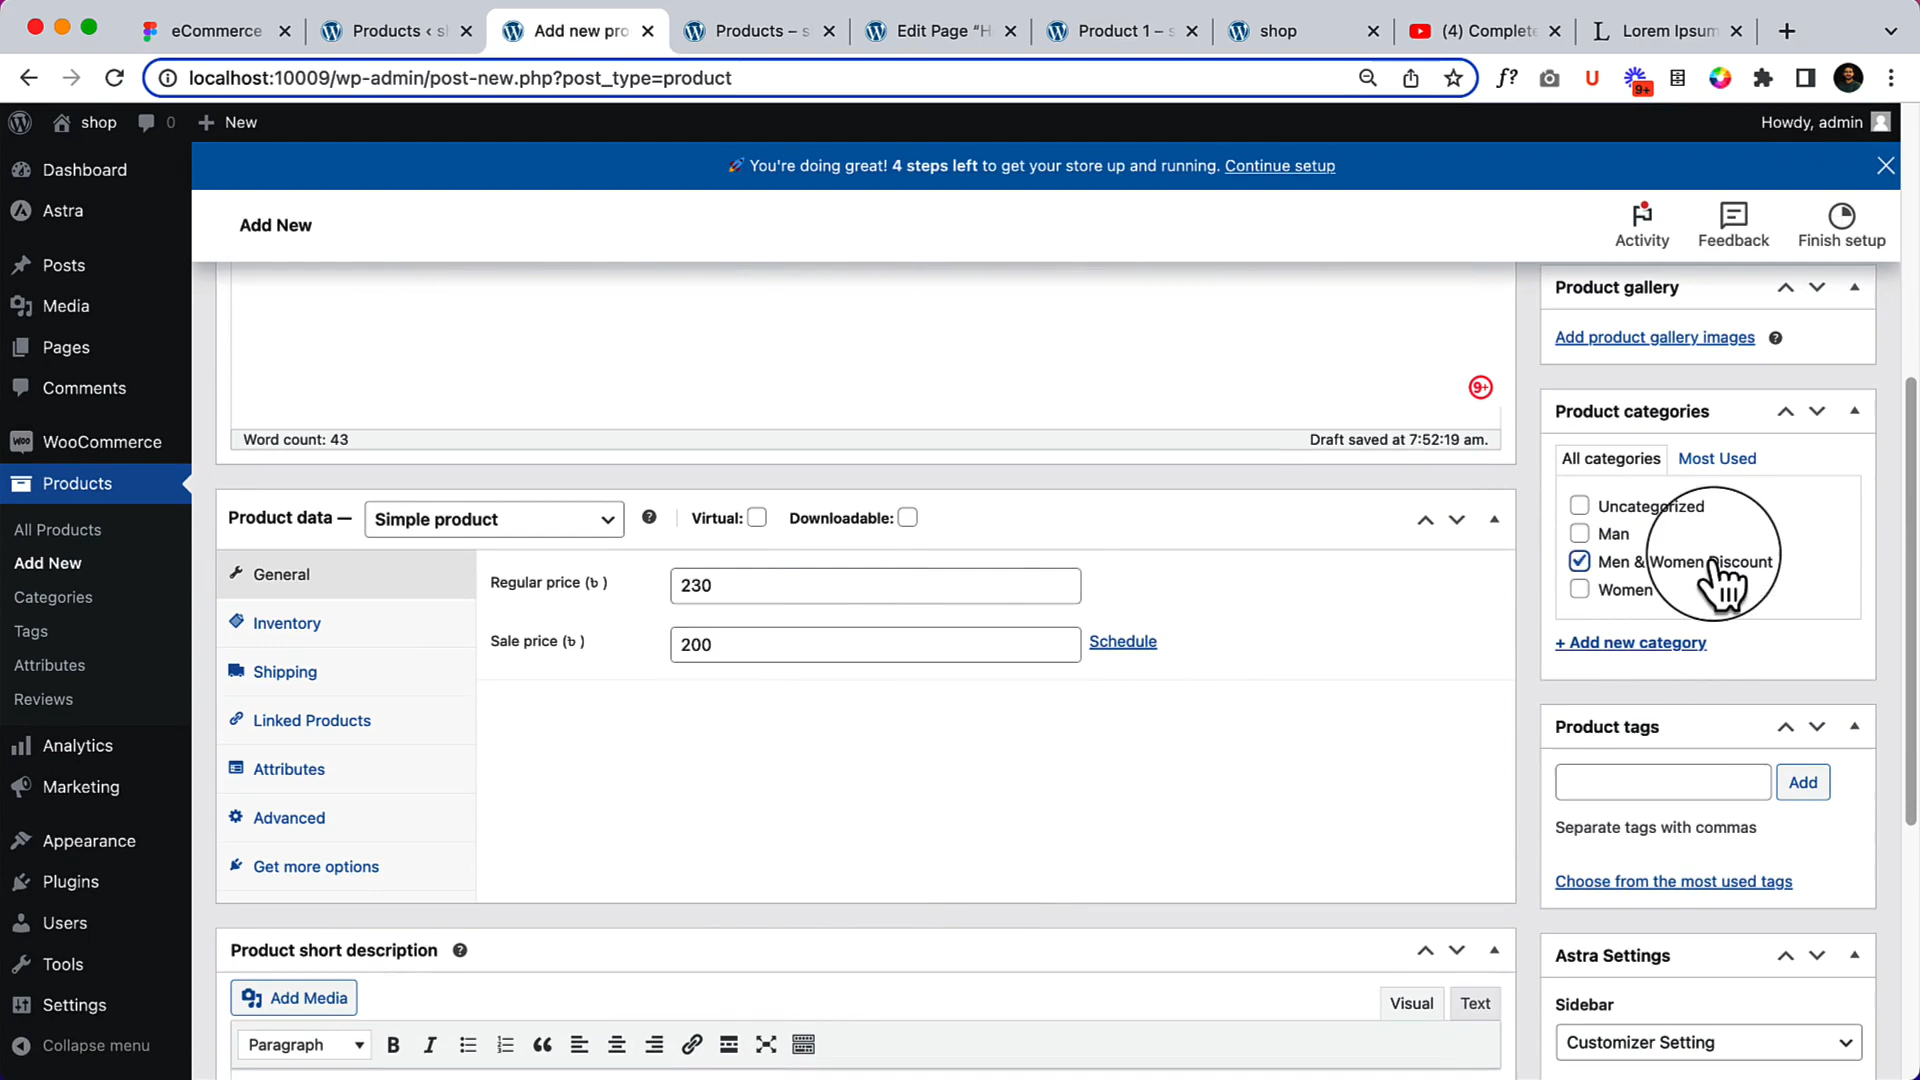 eCommerce
Products ‹ s
Add new pro
Products – s
Edit Page “H
Product 1 – s
shop
(4) Complete
Lorem Ipsum
localhost:10009/wp-admin/post-new.php?post_type=product
f?
U
9+
shop
0
New
Howdy, admin
🚀 You're doing great! 4 steps left to get your store up and running. Continue setup
Add New
Activity
Feedback
Finish setup
Dashboard
Astra
Posts
Media
Pages
Comments
WooCommerce
Products
All Products
Add New
Categories
Tags
Attributes
Reviews
Analytics
Marketing
Appearance
Plugins
Users
Tools
Settings
Collapse menu
9+
Word count: 43
Draft saved at 7:52:19 am.
Product data —
Simple product
Virtual:
Downloadable:
General
Inventory
Shipping
Linked Products
Attributes
Advanced
Get more options
Regular price (৳ )
230
Sale price (৳ )
200
Schedule
Product short description
Add Media
Visual
Text
Paragraph
B
I
Product gallery
Add product gallery images
Product categories
All categories
Most Used
Uncategorized
Man
Men & Women Discount
Women
+ Add new category
Product tags
Add
Separate tags with commas
Choose from the most used tags
Astra Settings
Sidebar
Customizer Setting